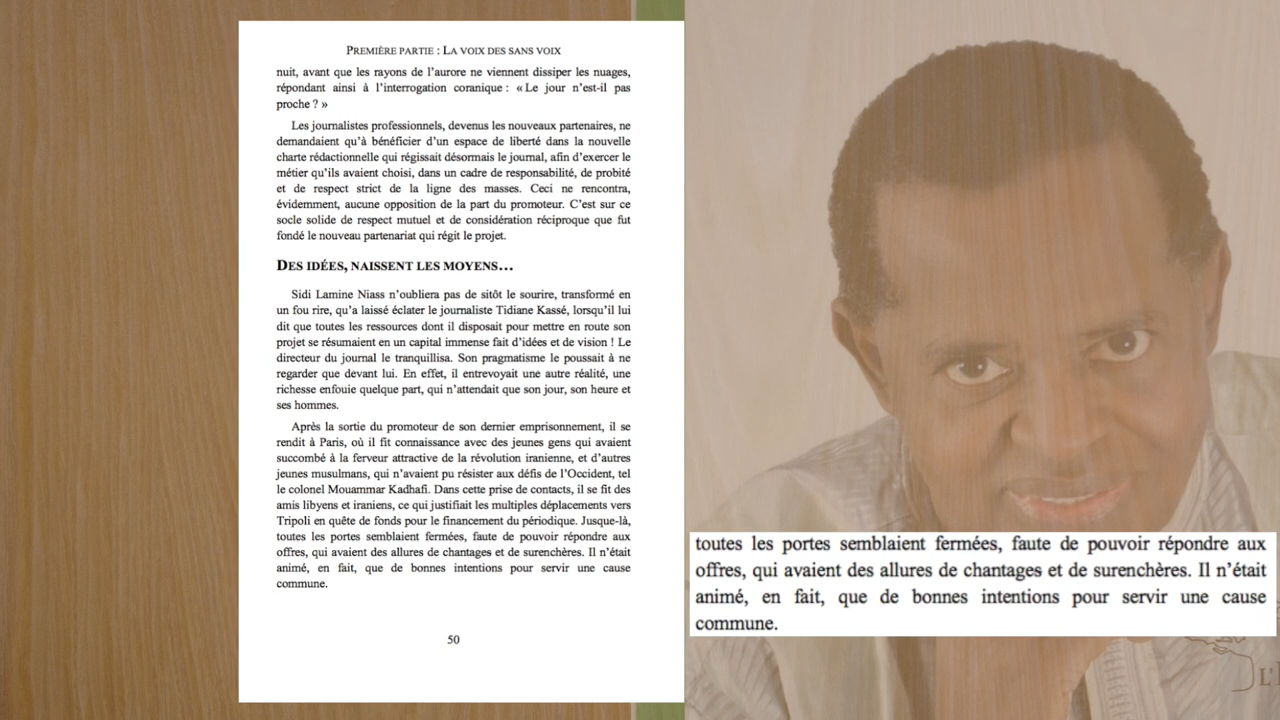 PREMIÈRE PARTIE : LA VOIX DES SANS VOIX
nuit, avant que les rayons de l’aurore ne viennent dissiper les nuages,
répondant ainsi à l’interrogation coranique : « Le jour n’est-il pas
proche ? »
Les journalistes professionnels, devenus les nouveaux partenaires, ne
demandaient qu’à bénéficier d’un espace de liberté dans la nouvelle
charte rédactionnelle qui régissait désormais le journal, afin d’exercer le
métier qu’ils avaient choisi, dans un cadre de responsabilité, de probité
et de respect strict de la ligne des masses. Ceci ne rencontra,
évidemment, aucune opposition de la part du promoteur. C’est sur ce
socle solide de respect mutuel et de considération réciproque que fut
fondé le nouveau partenariat qui régit le projet.
DES IDÉES, NAISSENT LES MOYENS…
Sidi Lamine Niass n’oubliera pas de sitôt le sourire, transformé en
un fou rire, qu’a laissé éclater le journaliste Tidiane Kassé, lorsqu’il lui
dit que toutes les ressources dont il disposait pour mettre en route son
projet se résumaient en un capital immense fait d’idées et de vision ! Le
directeur du journal le tranquillisa. Son pragmatisme le poussait à ne
regarder que devant lui. En effet, il entrevoyait une autre réalité, une
richesse enfouie quelque part, qui n’attendait que son jour, son heure et
ses hommes.
Après la sortie du promoteur de son dernier emprisonnement, il se
rendit à Paris, où il fit connaissance avec des jeunes gens qui avaient
succombé à la ferveur attractive de la révolution iranienne, et d’autres
jeunes musulmans, qui n’avaient pu résister aux défis de l’Occident, tel
le colonel Mouammar Kadhafi. Dans cette prise de contacts, il se fit des
amis libyens et iraniens, ce qui justifiait les multiples déplacements vers
Tripoli en quête de fonds pour le financement du périodique. Jusque-là,
toutes les portes semblaient fermées, faute de pouvoir répondre aux
offres, qui avaient des allures de chantages et de surenchères. Il n’était
animé, en fait, que de bonnes intentions pour servir une cause
commune.
50
toutes les portes semblaient fermées, faute de pouvoir répondre aux
offres, qui avaient des allures de chantages et de surenchères. Il n’était
animé, en fait, que de bonnes intentions pour servir une cause
commune.